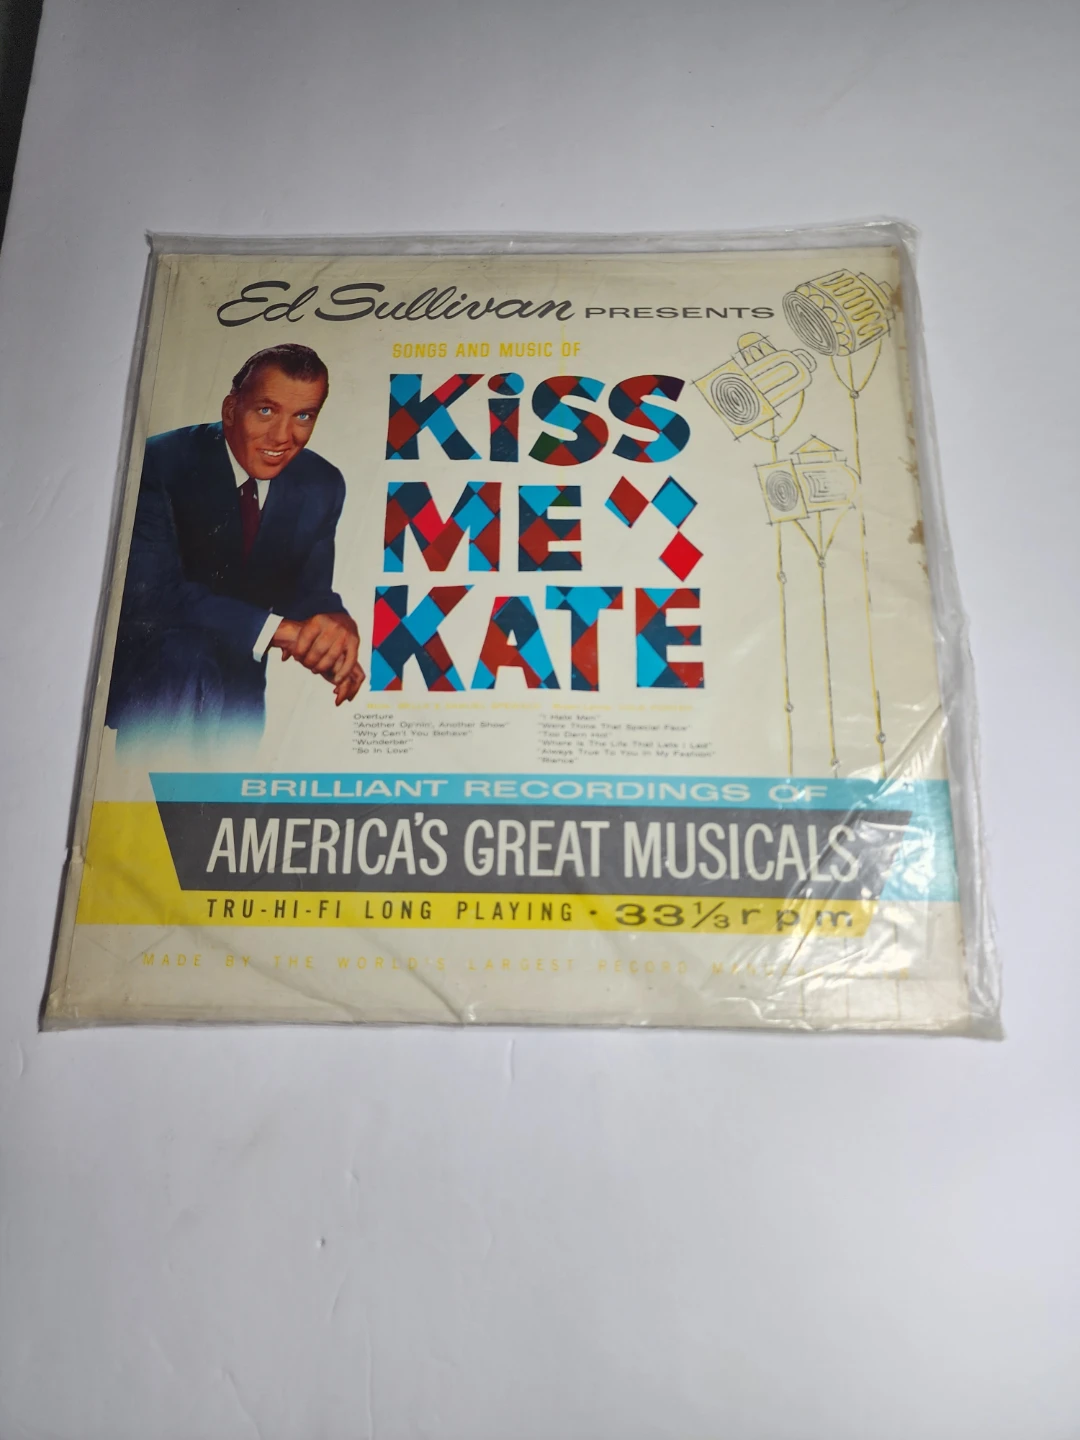 Ed Sullivan PRESENTS
SONGS AND MUSIC OF
KiSS
ME
KATE
Overture
"Another Op'nin', Another Show"
"Why Can't You Behave"
"Wunderbar"
"So In Love"
"I Hate Men"
"Were Thine That Special Face"
"Too Darn Hot"
"Where Is The Life That Late I Led"
"Always True To You In My Fashion"
"Bianca"
BRILLIANT RECORDINGS OF
AMERICA'S GREAT MUSICALS
TRU-HI-FI LONG PLAYING • 33 1/3 rpm
MADE BY THE WORLD'S LARGEST RECORD